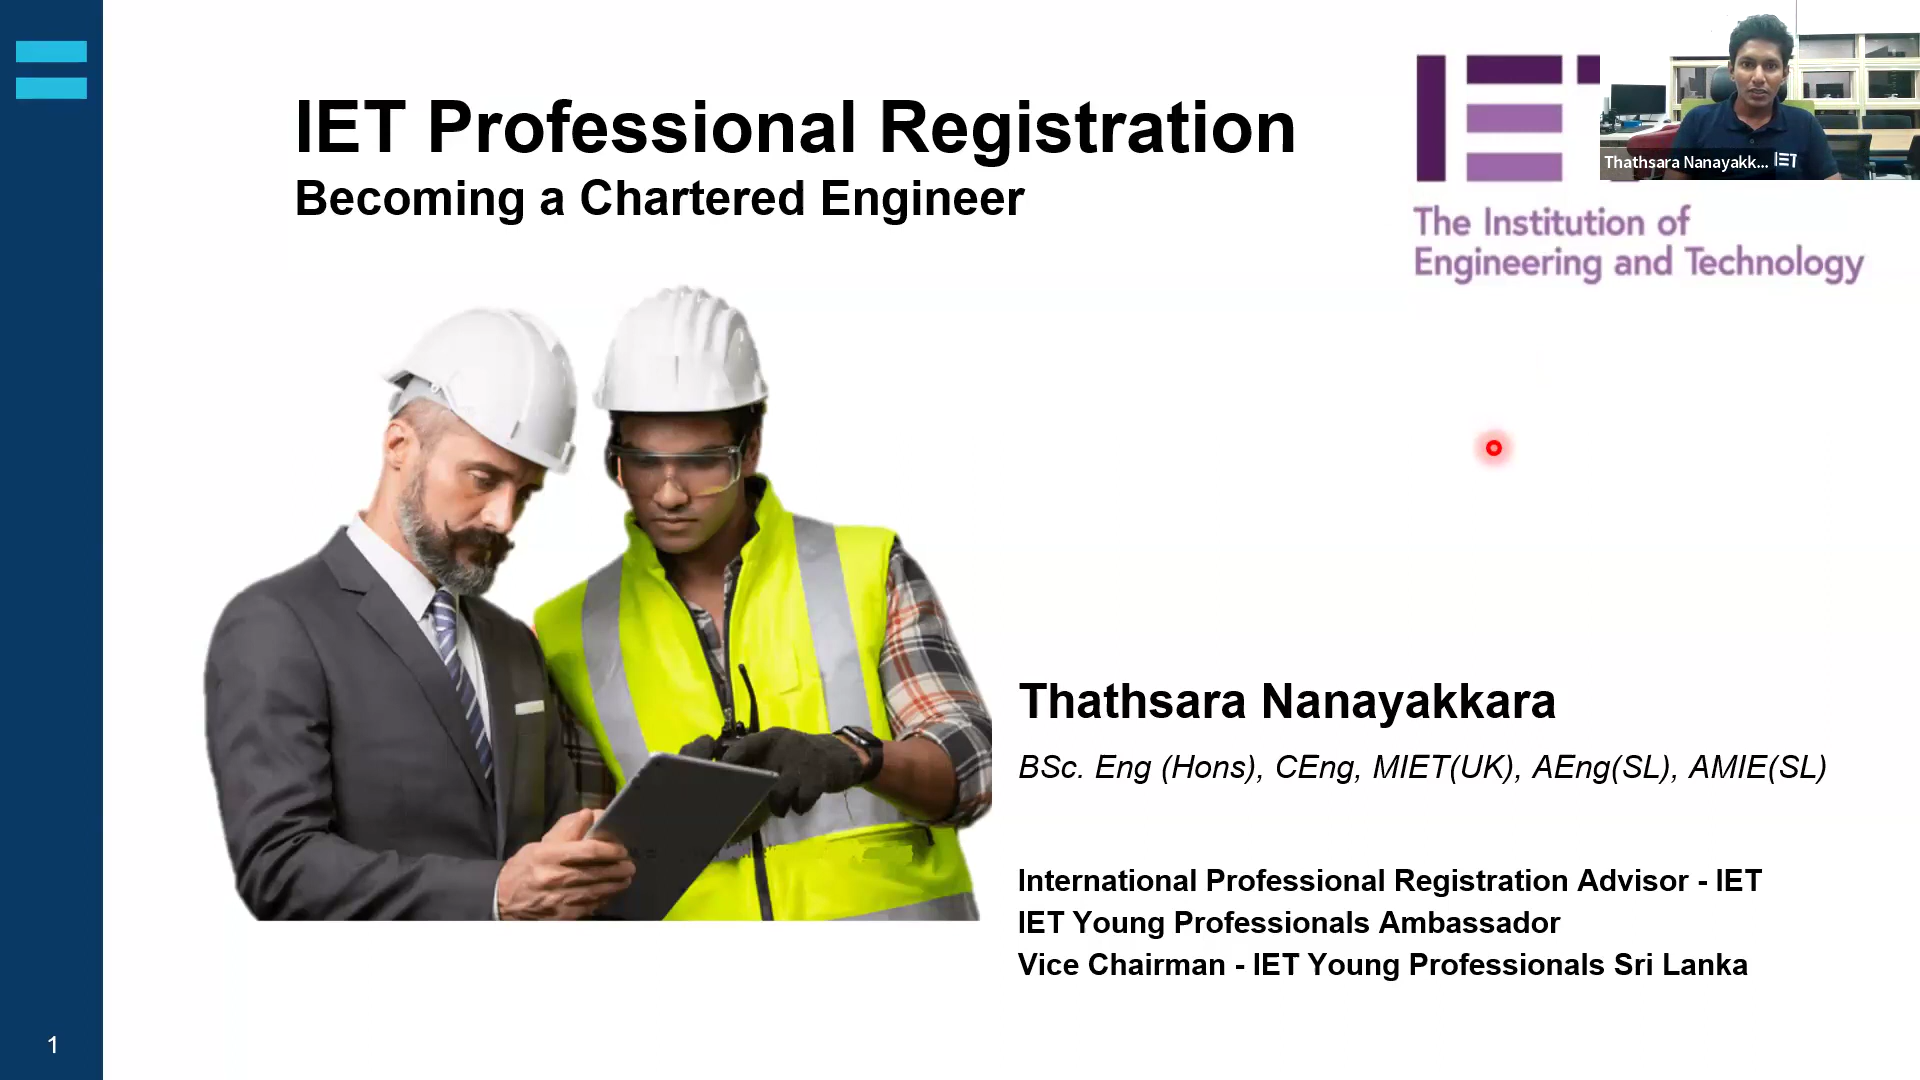 IET Professional Registration
Becoming a Chartered Engineer
IET
The Institution of
Engineering and Technology
Thathsara Nanayakk...
IET
Thathsara Nanayakkara
BSc. Eng (Hons), CEng, MIET(UK), AEng(SL), AMIE(SL)
International Professional Registration Advisor - IET
IET Young Professionals Ambassador
Vice Chairman - IET Young Professionals Sri Lanka
1